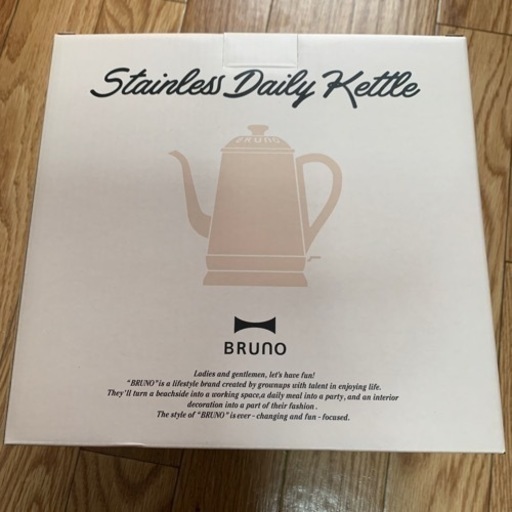 Stainless Daily Kettle
BRUNO
BRUNO
Ladies and gentlemen, let's have fun!
"BRUNO" is a lifestyle brand created by grownups with talent in enjoying life.
They'll turn a beachside into a working space,a daily meal into a party, and an interior
decoration into a part of their fashion .
The style of "BRUNO" is ever - changing and fun - focused.